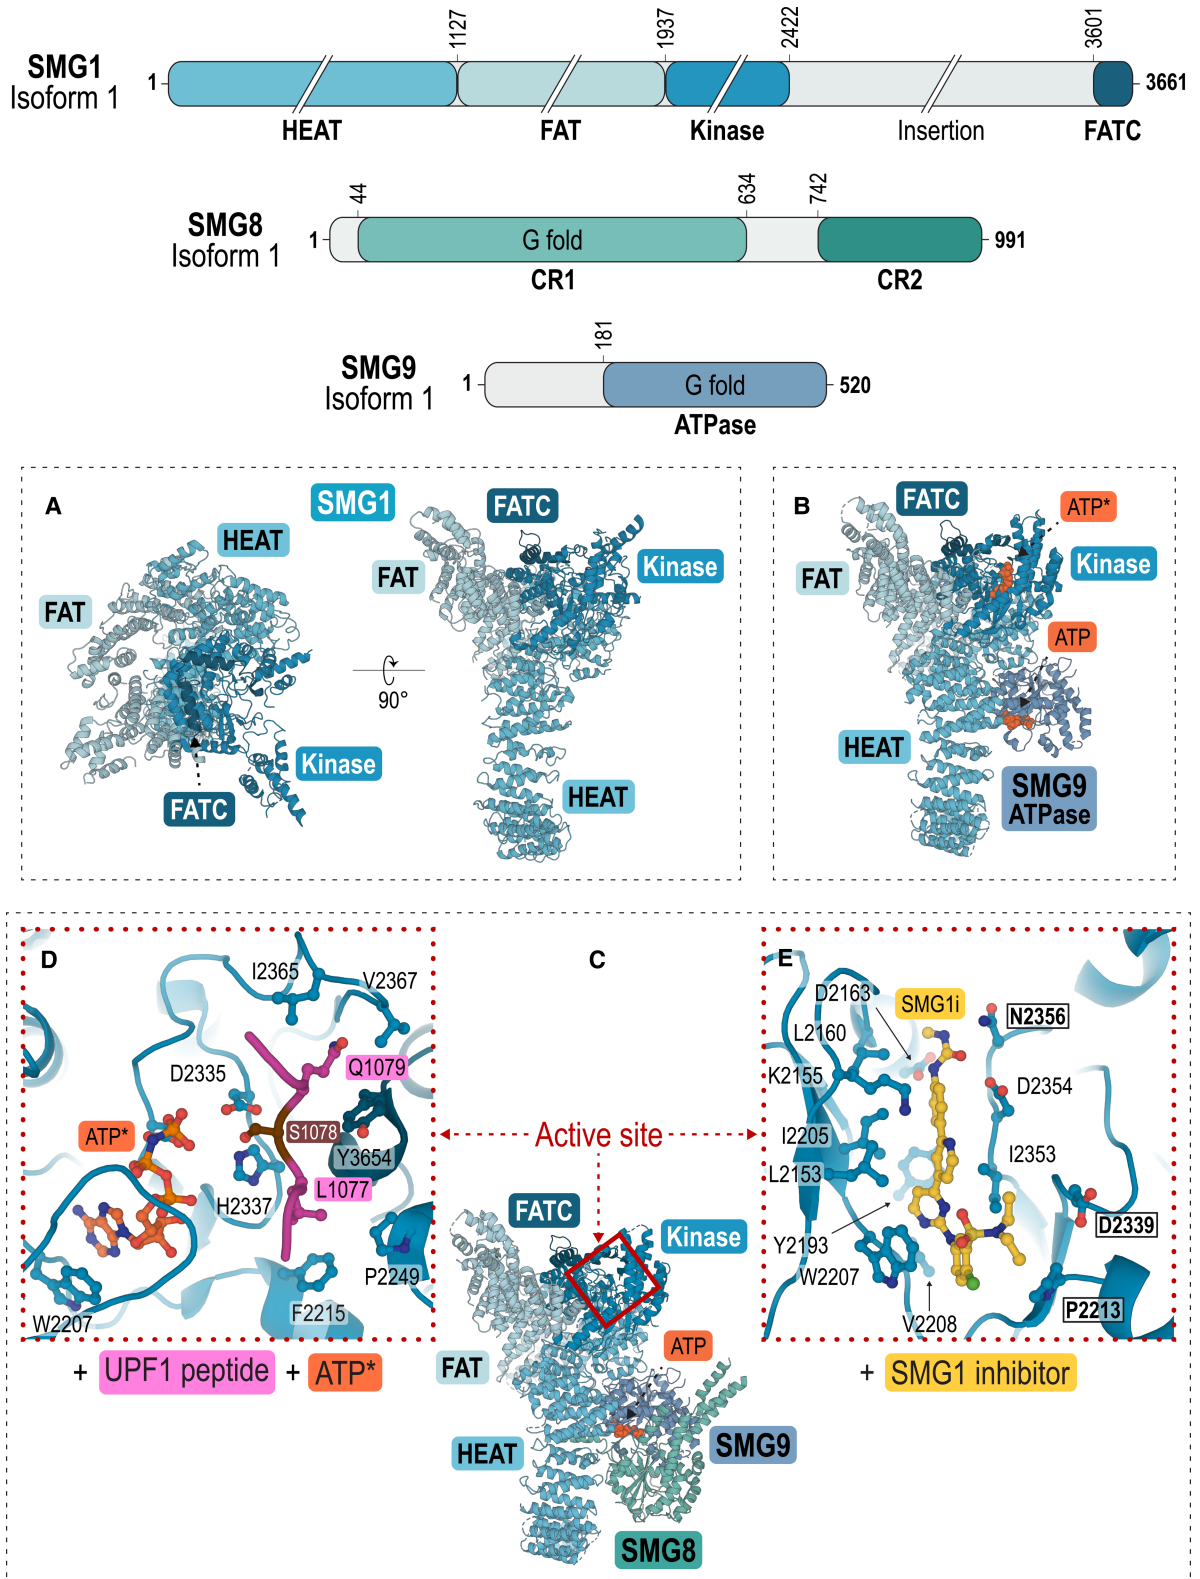 1127
1937
2422
3601
SMG1
Isoform 1
1
3661
HEAT
FAT
Kinase
Insertion
FATC
44
634
742
SMG8
Isoform 1
1
G fold
991
CR1
CR2
181
SMG9
Isoform 1
1
G fold
520
ATPase
A
SMG1
HEAT
FAT
Kinase
FATC
90°
FATC
FAT
Kinase
HEAT
B
FATC
ATP*
FAT
Kinase
ATP
HEAT
SMG9
ATPase
D
I2365
V2367
D2335
Q1079
ATP*
S1078
Y3654
H2337
L1077
P2249
F2215
W2207
+ UPF1 peptide + ATP*
C
Active site
FATC
Kinase
ATP
FAT
HEAT
SMG9
SMG8
E
D2163
SMG1i
N2356
L2160
K2155
D2354
I2205
I2353
L2153
D2339
Y2193
W2207
P2213
V2208
+ SMG1 inhibitor